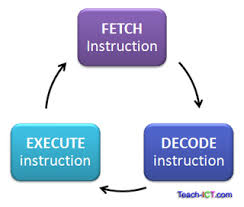 FETCH
Instruction
EXECUTE
instruction
DECODE
instruction
Teach-ICT.com